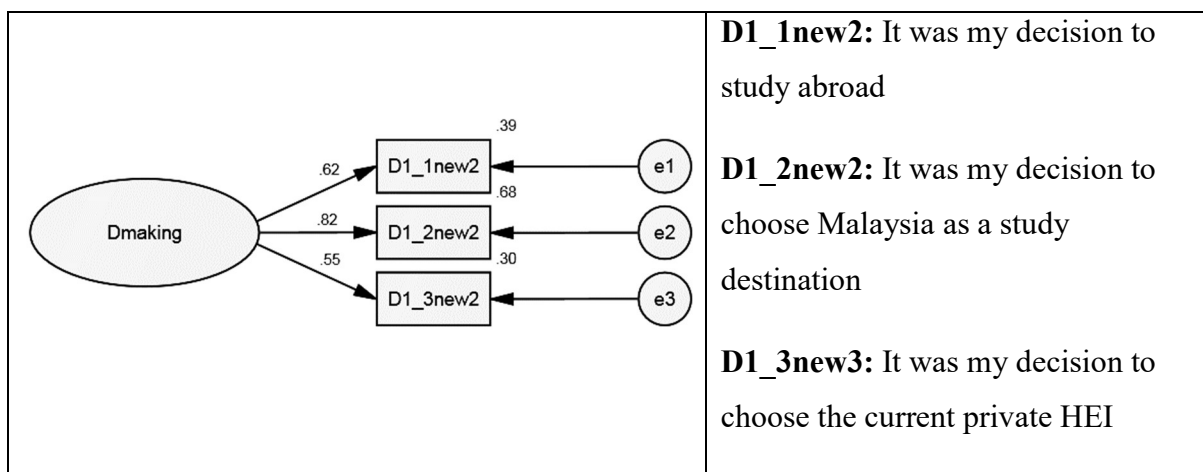 .39
D1_1new2
e1
.62
.68
Dmaking
.82
D1_2new2
e2
.55
.30
D1_3new2
e3
D1_1new2: It was my decision to
study abroad
D1_2new2: It was my decision to
choose Malaysia as a study
destination
D1_3new3: It was my decision to
choose the current private HEI